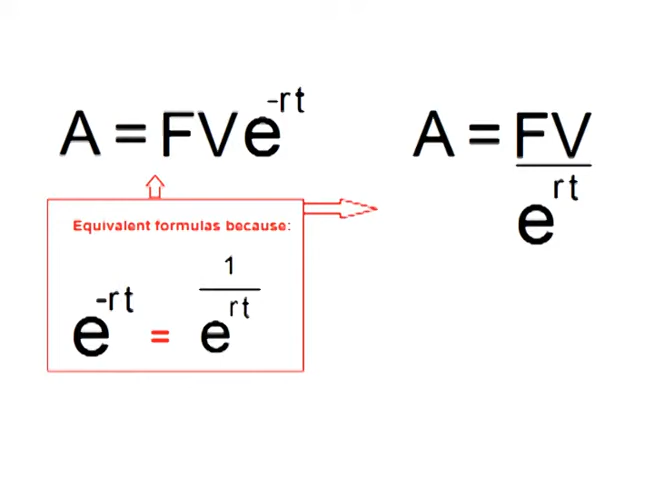 A = FVe^-rt
A = FV/e^rt
Equivalent formulas because:
e^-rt = 1/e^rt